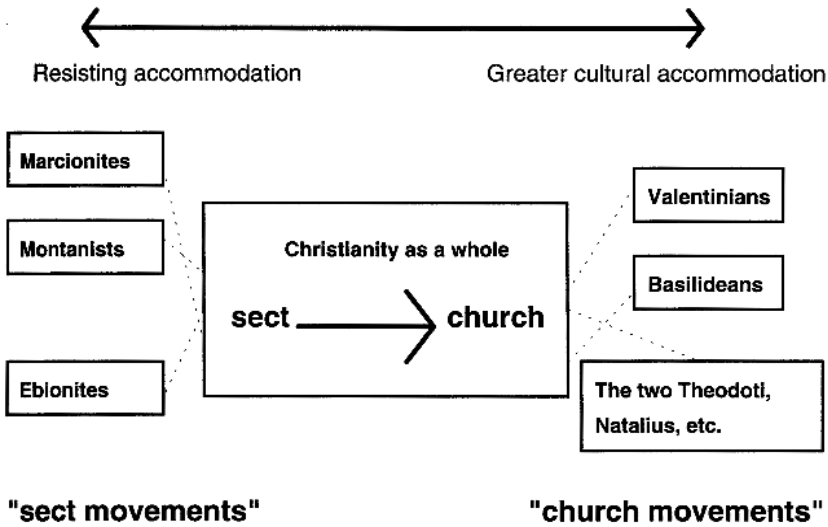 Resisting accommodation
Greater cultural accommodation
Marcionites
Montanists
Ebionites
Christianity as a whole
sect church
Valentinians
Basilideans
The two Theodoti,
Natalius, etc.
"sect movements"
"church movements"